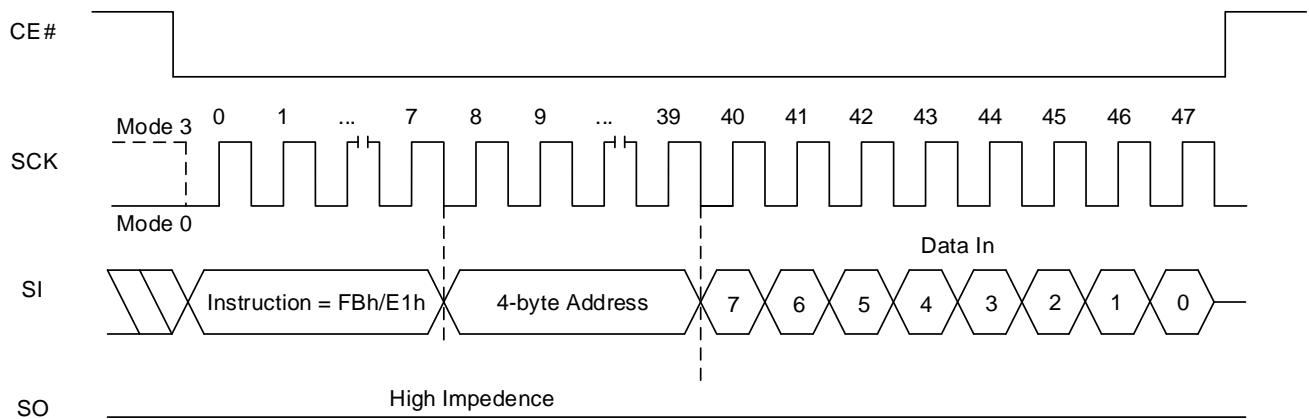 CE#
0 1 ... 7 8 9 ... 39 40 41 42 43 44 45 46 47
Mode 3
SCK
Mode 0
Data In
SI
Instruction = FBh/E1h 4-byte Address 7 6 5 4 3 2 1 0
High Impedence
SO